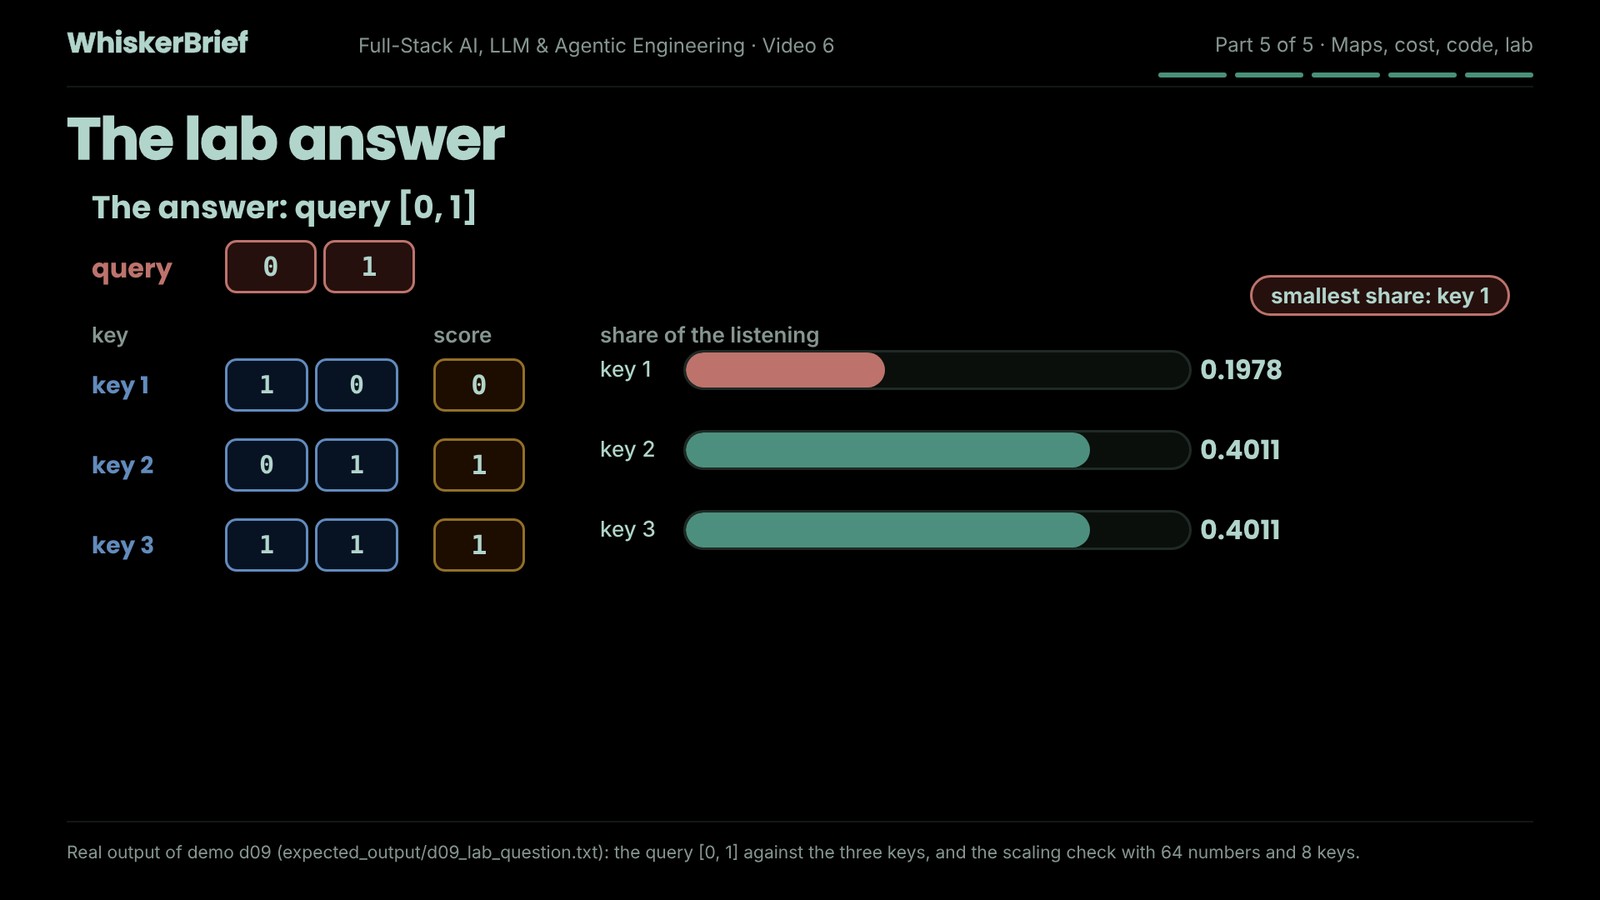 WhiskerBrief
Full-Stack AI, LLM & Agentic Engineering · Video 6
Part 5 of 5 · Maps, cost, code, lab
The lab answer
The answer: query [0, 1]
query 0 1
smallest share: key 1
key score share of the listening
key 1 1 0 0 key 1 0.1978
key 2 0 1 1 key 2 0.4011
key 3 1 1 1 key 3 0.4011
Real output of demo d09 (expected_output/d09_lab_question.txt): the query [0, 1] against the three keys, and the scaling check with 64 numbers and 8 keys.